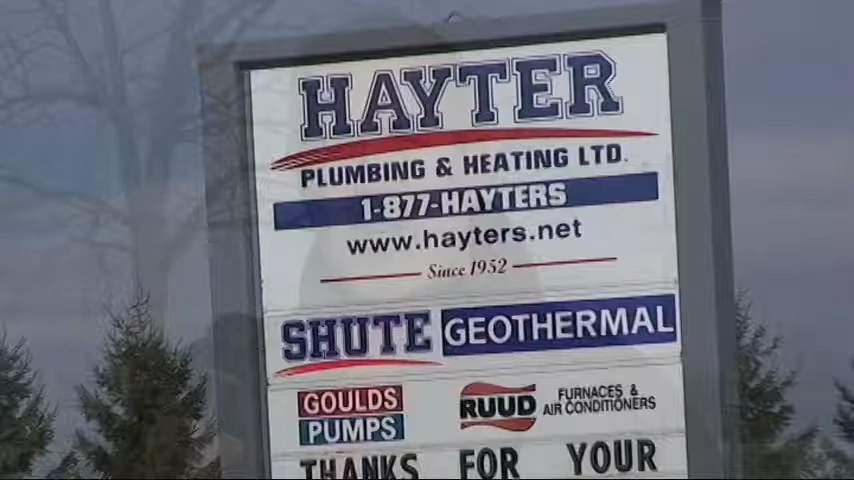 HAYTER
PLUMBING & HEATING LTD.
1-877-HAYTERS
www.hayters.net
Since 1952
SHUTE GEOTHERMAL
GOULDS PUMPS
RUUD FURNACES & AIR CONDITIONERS
THANKS FOR YOUR